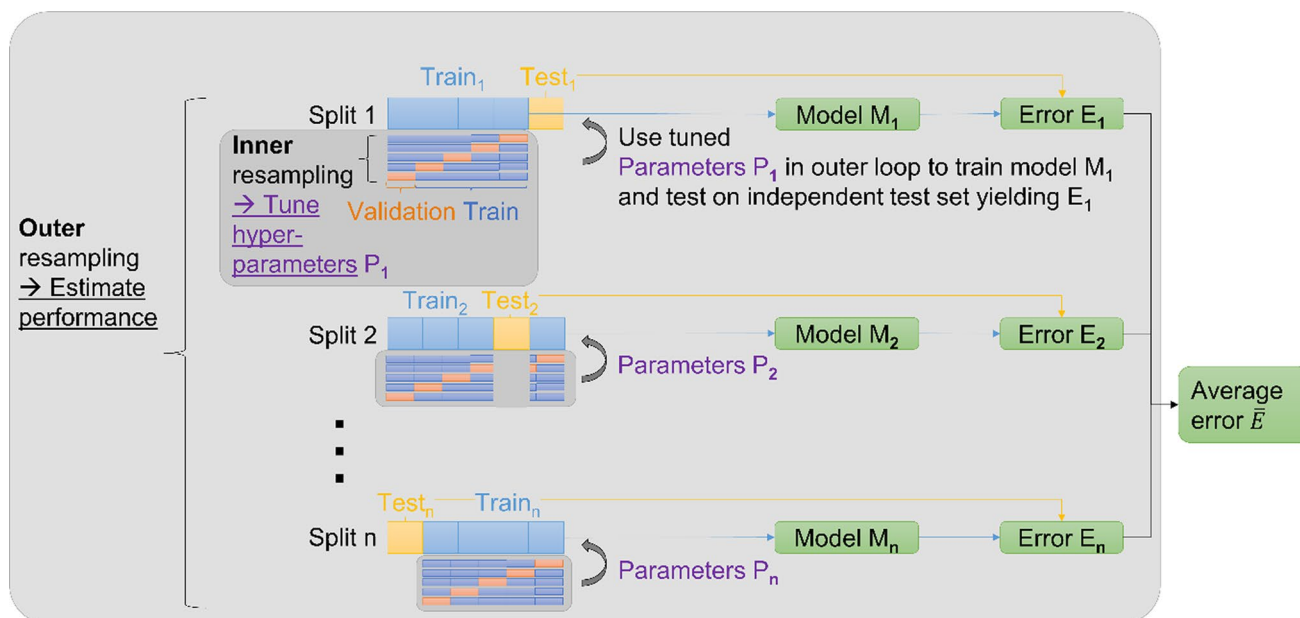 Train₁ Test₁
Split 1
Model M₁
Error E₁
Inner
resampling
→ Tune
hyper-
parameters P₁
Validation Train
Use tuned
Parameters P₁ in outer loop to train model M₁
and test on independent test set yielding E₁
Outer
resampling
→ Estimate
performance
Train₂ Test₂
Split 2
Model M₂
Error E₂
Parameters P₂
Average
error Ē
Testₙ Trainₙ
Split n
Model Mₙ
Error Eₙ
Parameters Pₙ